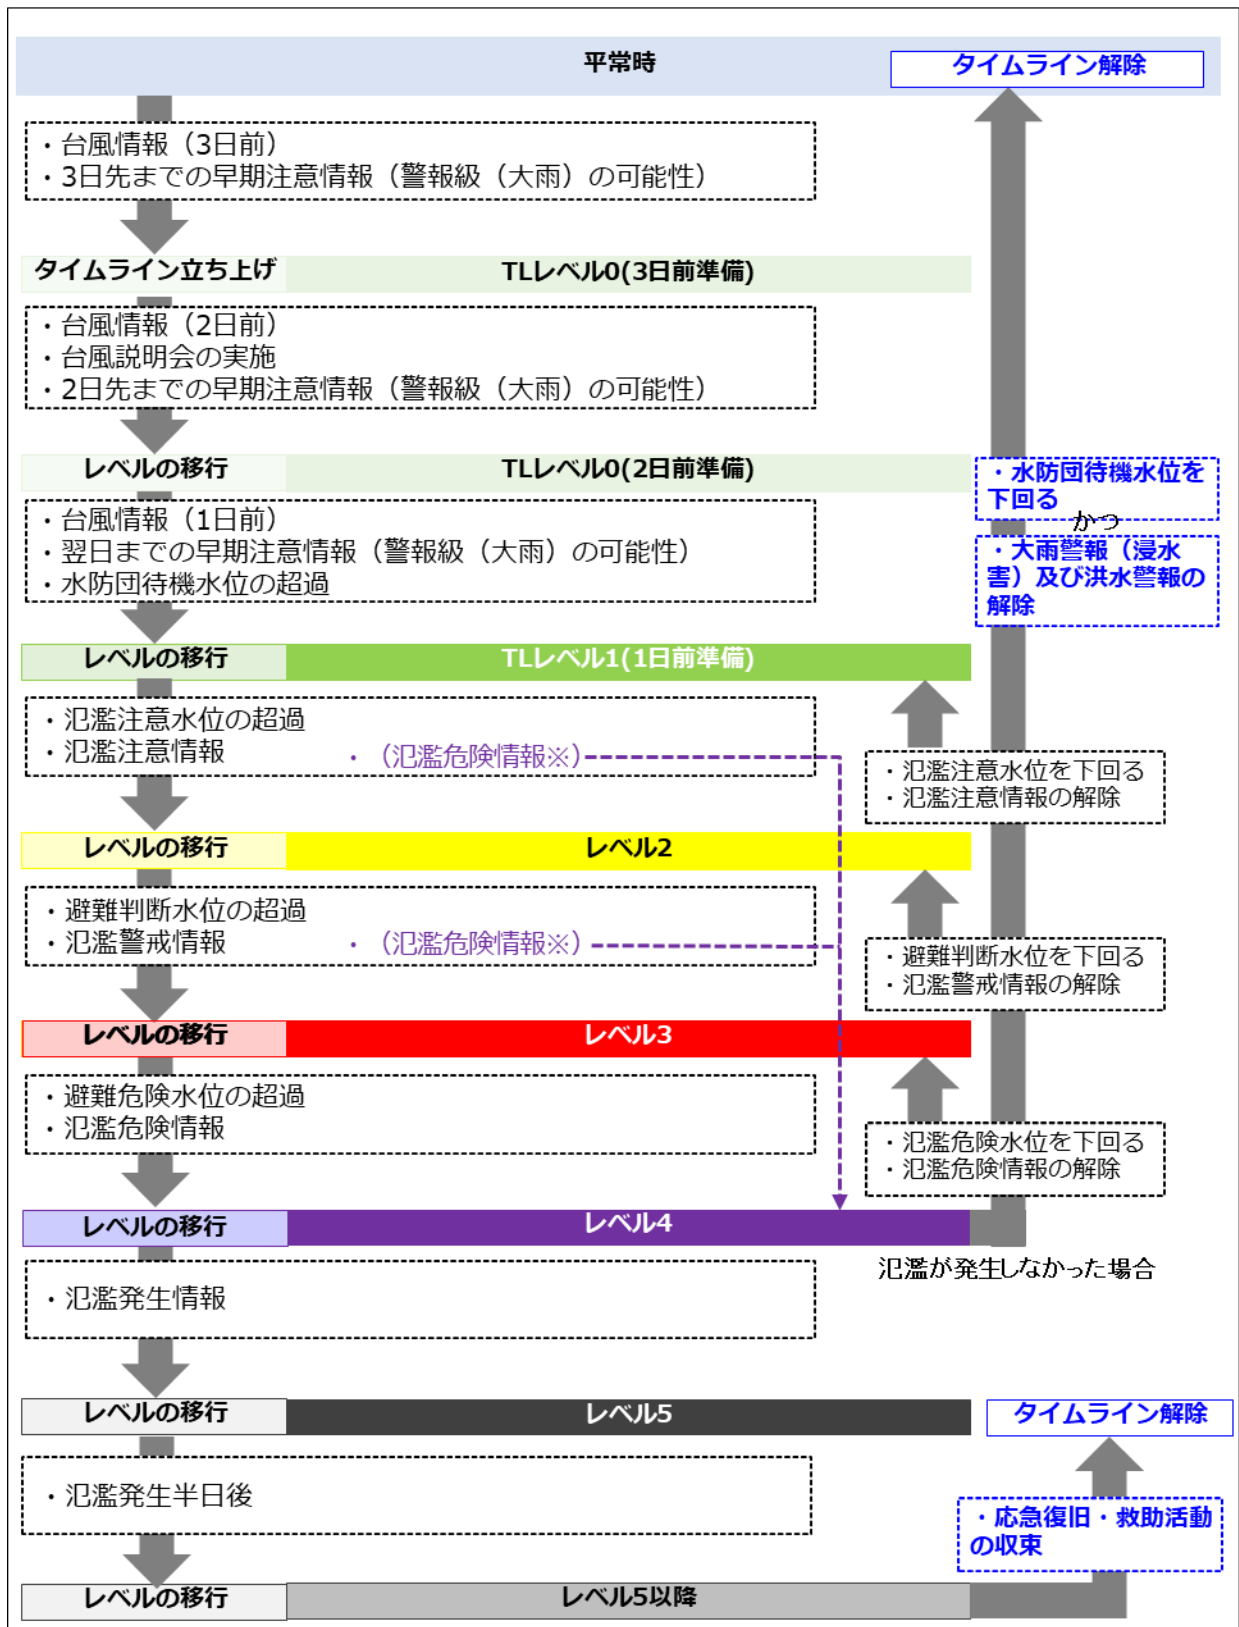 平常時
タイムライン解除
・台風情報（3日前）
・3日先までの早期注意情報（警報級（大雨）の可能性）
タイムライン立ち上げ
TLレベル0(3日前準備)
・台風情報（2日前）
・台風説明会の実施
・2日先までの早期注意情報（警報級（大雨）の可能性）
レベルの移行
TLレベル0(2日前準備)
・水防団待機水位を
下回る
かつ
・大雨警報（浸水
害）及び洪水警報の
解除
・台風情報（1日前）
・翌日までの早期注意情報（警報級（大雨）の可能性）
・水防団待機水位の超過
レベルの移行
TLレベル1(1日前準備)
・氾濫注意水位の超過
・氾濫注意情報
・（氾濫危険情報※）
・氾濫注意水位を下回る
・氾濫注意情報の解除
レベルの移行
レベル2
・避難判断水位の超過
・氾濫警戒情報
・（氾濫危険情報※）
・避難判断水位を下回る
・氾濫警戒情報の解除
レベルの移行
レベル3
・避難危険水位の超過
・氾濫危険情報
・氾濫危険水位を下回る
・氾濫危険情報の解除
レベルの移行
レベル4
氾濫が発生しなかった場合
・氾濫発生情報
レベルの移行
レベル5
タイムライン解除
・氾濫発生半日後
・応急復旧・救助活動
の収束
レベルの移行
レベル5以降